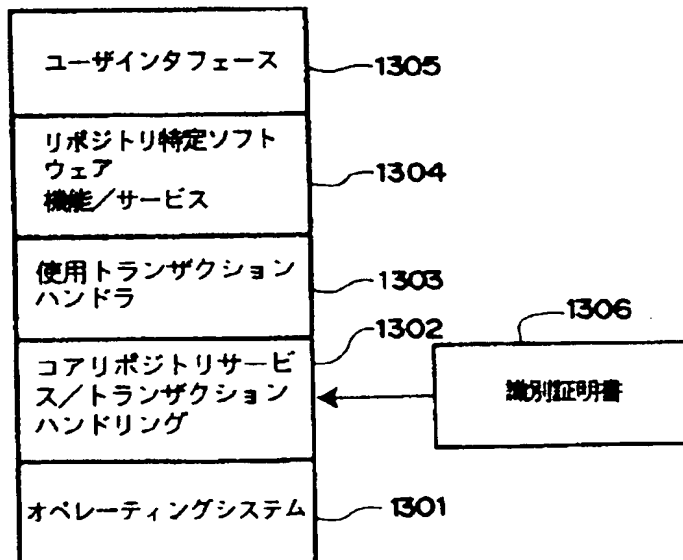 ユーザインタフェース
1305
リポジトリ特定ソフト
ウェア
機能／サービス
1304
使用トランザクション
ハンドラ
1303
1302
コアリポジトリサービ
ス／トランザクション
ハンドリング
1306
識別証明書
オペレーティングシステム
1301